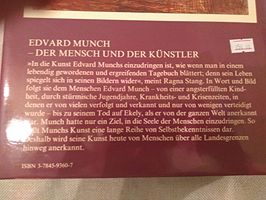 EDVARD MUNCH
– DER MENSCH UND DER KÜNSTLER
»In die Kunst Edvard Munchs einzudringen ist, wie wenn man in einem
lebendig gewordenen und ergreifenden Tagebuch blättert; denn sein Leben
spiegelt sich in seinen Bildern wider«, meint Ragna Stang. In Wort und Bild
folgt sie dem Menschen Edvard Munch – von einer angsterfüllten Kind-
heit, durch stürmische Jugendjahre, Krankheits- und Krisenzeiten, in
denen er von vielen verfolgt und verkannt und nur von wenigen verteidigt
wurde – bis zu seinem Tod auf Ekely, als er von der ganzen Welt anerkannt
war. Munch hatte nur ein Ziel, in die Seele der Menschen einzudringen. So
Munchs Kunst eine lange Reihe von Selbstbekenntnissen dar.
Deshalb wird seine Kunst heute von Menschen über alle Landesgrenzen
hinweg anerkannt.
ISBN 3-7845-9360-7